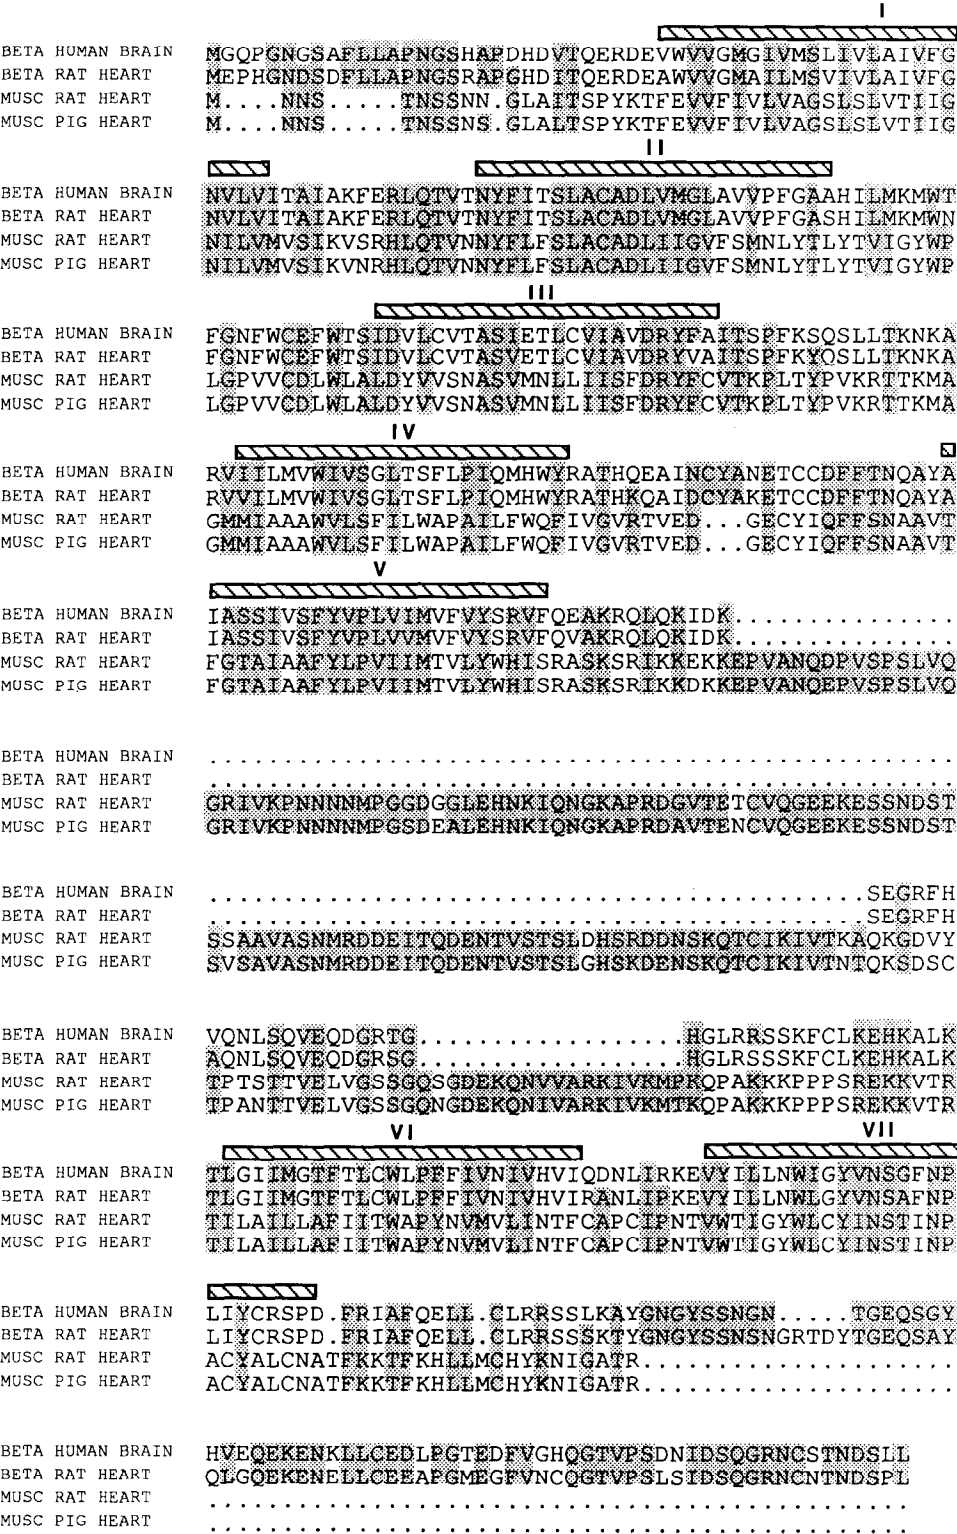 I
BETA HUMAN BRAIN MGQPGNGSAFLLAPNGSHAPDHDVTQERDEVWVVGMGIVMSLIVLAIVFG
BETA RAT HEART MEPHGNDSDFLLAPNGSRAPGHDITQERDEAWVVGMAILMSVIVLAIVFG
MUSC RAT HEART M....NNS.....TNSSNN.GLAITSPYKTFEVVFIVLVAGSLSLVTIIG
MUSC PIG HEART M....NNS.....TNSSNS.GLALTSPYKTFEVVFIVLVAGSLSLVTIIG
II
BETA HUMAN BRAIN NVLVITAIAKFERLQTVTNYFITSLACADLVMGLAVVPFGAAHILMKMWT
BETA RAT HEART NVLVITAIAKFERLQTVTNYFITSLACADLVMGLAVVPFGASHILMKMWN
MUSC RAT HEART NILVMVSIKVSRHLQTVNNYFLFSLACADLIIGVFSMNLYTLYTVIGYWP
MUSC PIG HEART NILVMVSIKVNRHLQTVNNYFLFSLACADLIIGVFSMNLYTLYTVIGYWP
III
BETA HUMAN BRAIN FGNFWCEFWTSIDVLCVTASIETLCVIAVDRYFAITSPFKSQSLLTKNKA
BETA RAT HEART FGNFWCEFWTSIDVLCVTASVETLCVIAVDRYVAITSPFKYQSLLTKNKA
MUSC RAT HEART LGPVVCDLWLALDYVVSNASVMNLLIISFDRYFCVTKPLTYPVKRTTKMA
MUSC PIG HEART LGPVVCDLWLALDYVVSNASVMNLLIISFDRYFCVTKPLTYPVKRTTKMA
IV
BETA HUMAN BRAIN RVIILMVWIVSGLTSFLPIQMHWYRATHQEAINCYANETCCDFFTNQAYA
BETA RAT HEART RVVILMVWIVSGLTSFLPIQMHWYRATHKQAIDCYAKETCCDFFTNQAYA
MUSC RAT HEART GMMIAAAWVLSFILWAPAILFWQFIVGVRTVED...GECYIQFFSNAAVT
MUSC PIG HEART GMMIAAAWVLSFILWAPAILFWQFIVGVRTVED...GECYIQFFSNAAVT
V
BETA HUMAN BRAIN IASSIVSFYVPLVIMVFVYSRVFQEAKRQLQKIDK...............
BETA RAT HEART IASSIVSFYVPLVVMVFVYSRVFQVAKRQLQKIDK...............
MUSC RAT HEART FGTAIAAFYLPVIIMTVLYWHISRASKSRIKKEKKEPVANQDPVSPSLVQ
MUSC PIG HEART FGTAIAAFYLPVIIMTVLYWHISRASKSRIKKDKKEPVANQEPVSPSLVQ
BETA HUMAN BRAIN ..................................................
BETA RAT HEART ..................................................
MUSC RAT HEART GRIVKPNNNNMPGGDGGLEHNKIQNGKAPRDGVTETCVQGEEKESSNDST
MUSC PIG HEART GRIVKPNNNNMPGSDEALEHNKIQNGKAPRDAVTENCVQGEEKESSNDST
BETA HUMAN BRAIN ............................................SEGRFH
BETA RAT HEART ............................................SEGRFH
MUSC RAT HEART SSAAVASNMRDDEITQDENTVSTSLDHSRDDNSKQTCIKIVTKAQKGDVY
MUSC PIG HEART SVSAVASNMRDDEITQDENTVSTSLGHSKDENSKQTCIKIVTNTQKSDSC
BETA HUMAN BRAIN VQNLSQVEQDGRTG..................HGLRRSSKFCLKEHKALK
BETA RAT HEART AQNLSQVEQDGRSG..................HGLRSSSKFCLKEHKALK
MUSC RAT HEART TPTSTTVELVGSSGQSGDEKQNVVARKIVKMPKQPAKKKPPPSREKKVTR
MUSC PIG HEART TPANTTVELVGSSGQNGDEKQNIVARKIVKMTKQPAKKKPPPSREKKVTR
VI VII
BETA HUMAN BRAIN TLGIIMGTFTLCWLPFFIVNIVHVIQDNLIRKEVYILLNWIGYVNSGFNP
BETA RAT HEART TLGIIMGTFTLCWLPFFIVNIVHVIRANLIPKEVYILLNWLGYVNSAFNP
MUSC RAT HEART TILAILLAFIITWAPYNVMVLINTFCAPCIPNTVWTIGYWLCYINSTINP
MUSC PIG HEART TILAILLAFIITWAPYNVMVLINTFCAPCIPNTVWTIGYWLCYINSTINP
BETA HUMAN BRAIN LIYCRSPD.FRIAFQELL.CLRRSSLKAYGNGYSSNGN.....TGEQSGY
BETA RAT HEART LIYCRSPD.FRIAFQELL.CLRRSSSKTYGNGYSSNSNGRTDYTGEQSAY
MUSC RAT HEART ACYALCNATFKKTFKHLLMCHYKNIGATR.....................
MUSC PIG HEART ACYALCNATFKKTFKHLLMCHYKNIGATR.....................
BETA HUMAN BRAIN HVEQEKENKLLCEDLPGTEDFVGHQGTVPSDNIDSQGRNCSTNDSLL
BETA RAT HEART QLGQEKENELLCEEAPGMEGFVNCQGTVPSLSIDSQGRNCNTNDSPL
MUSC RAT HEART ...............................................
MUSC PIG HEART ...............................................